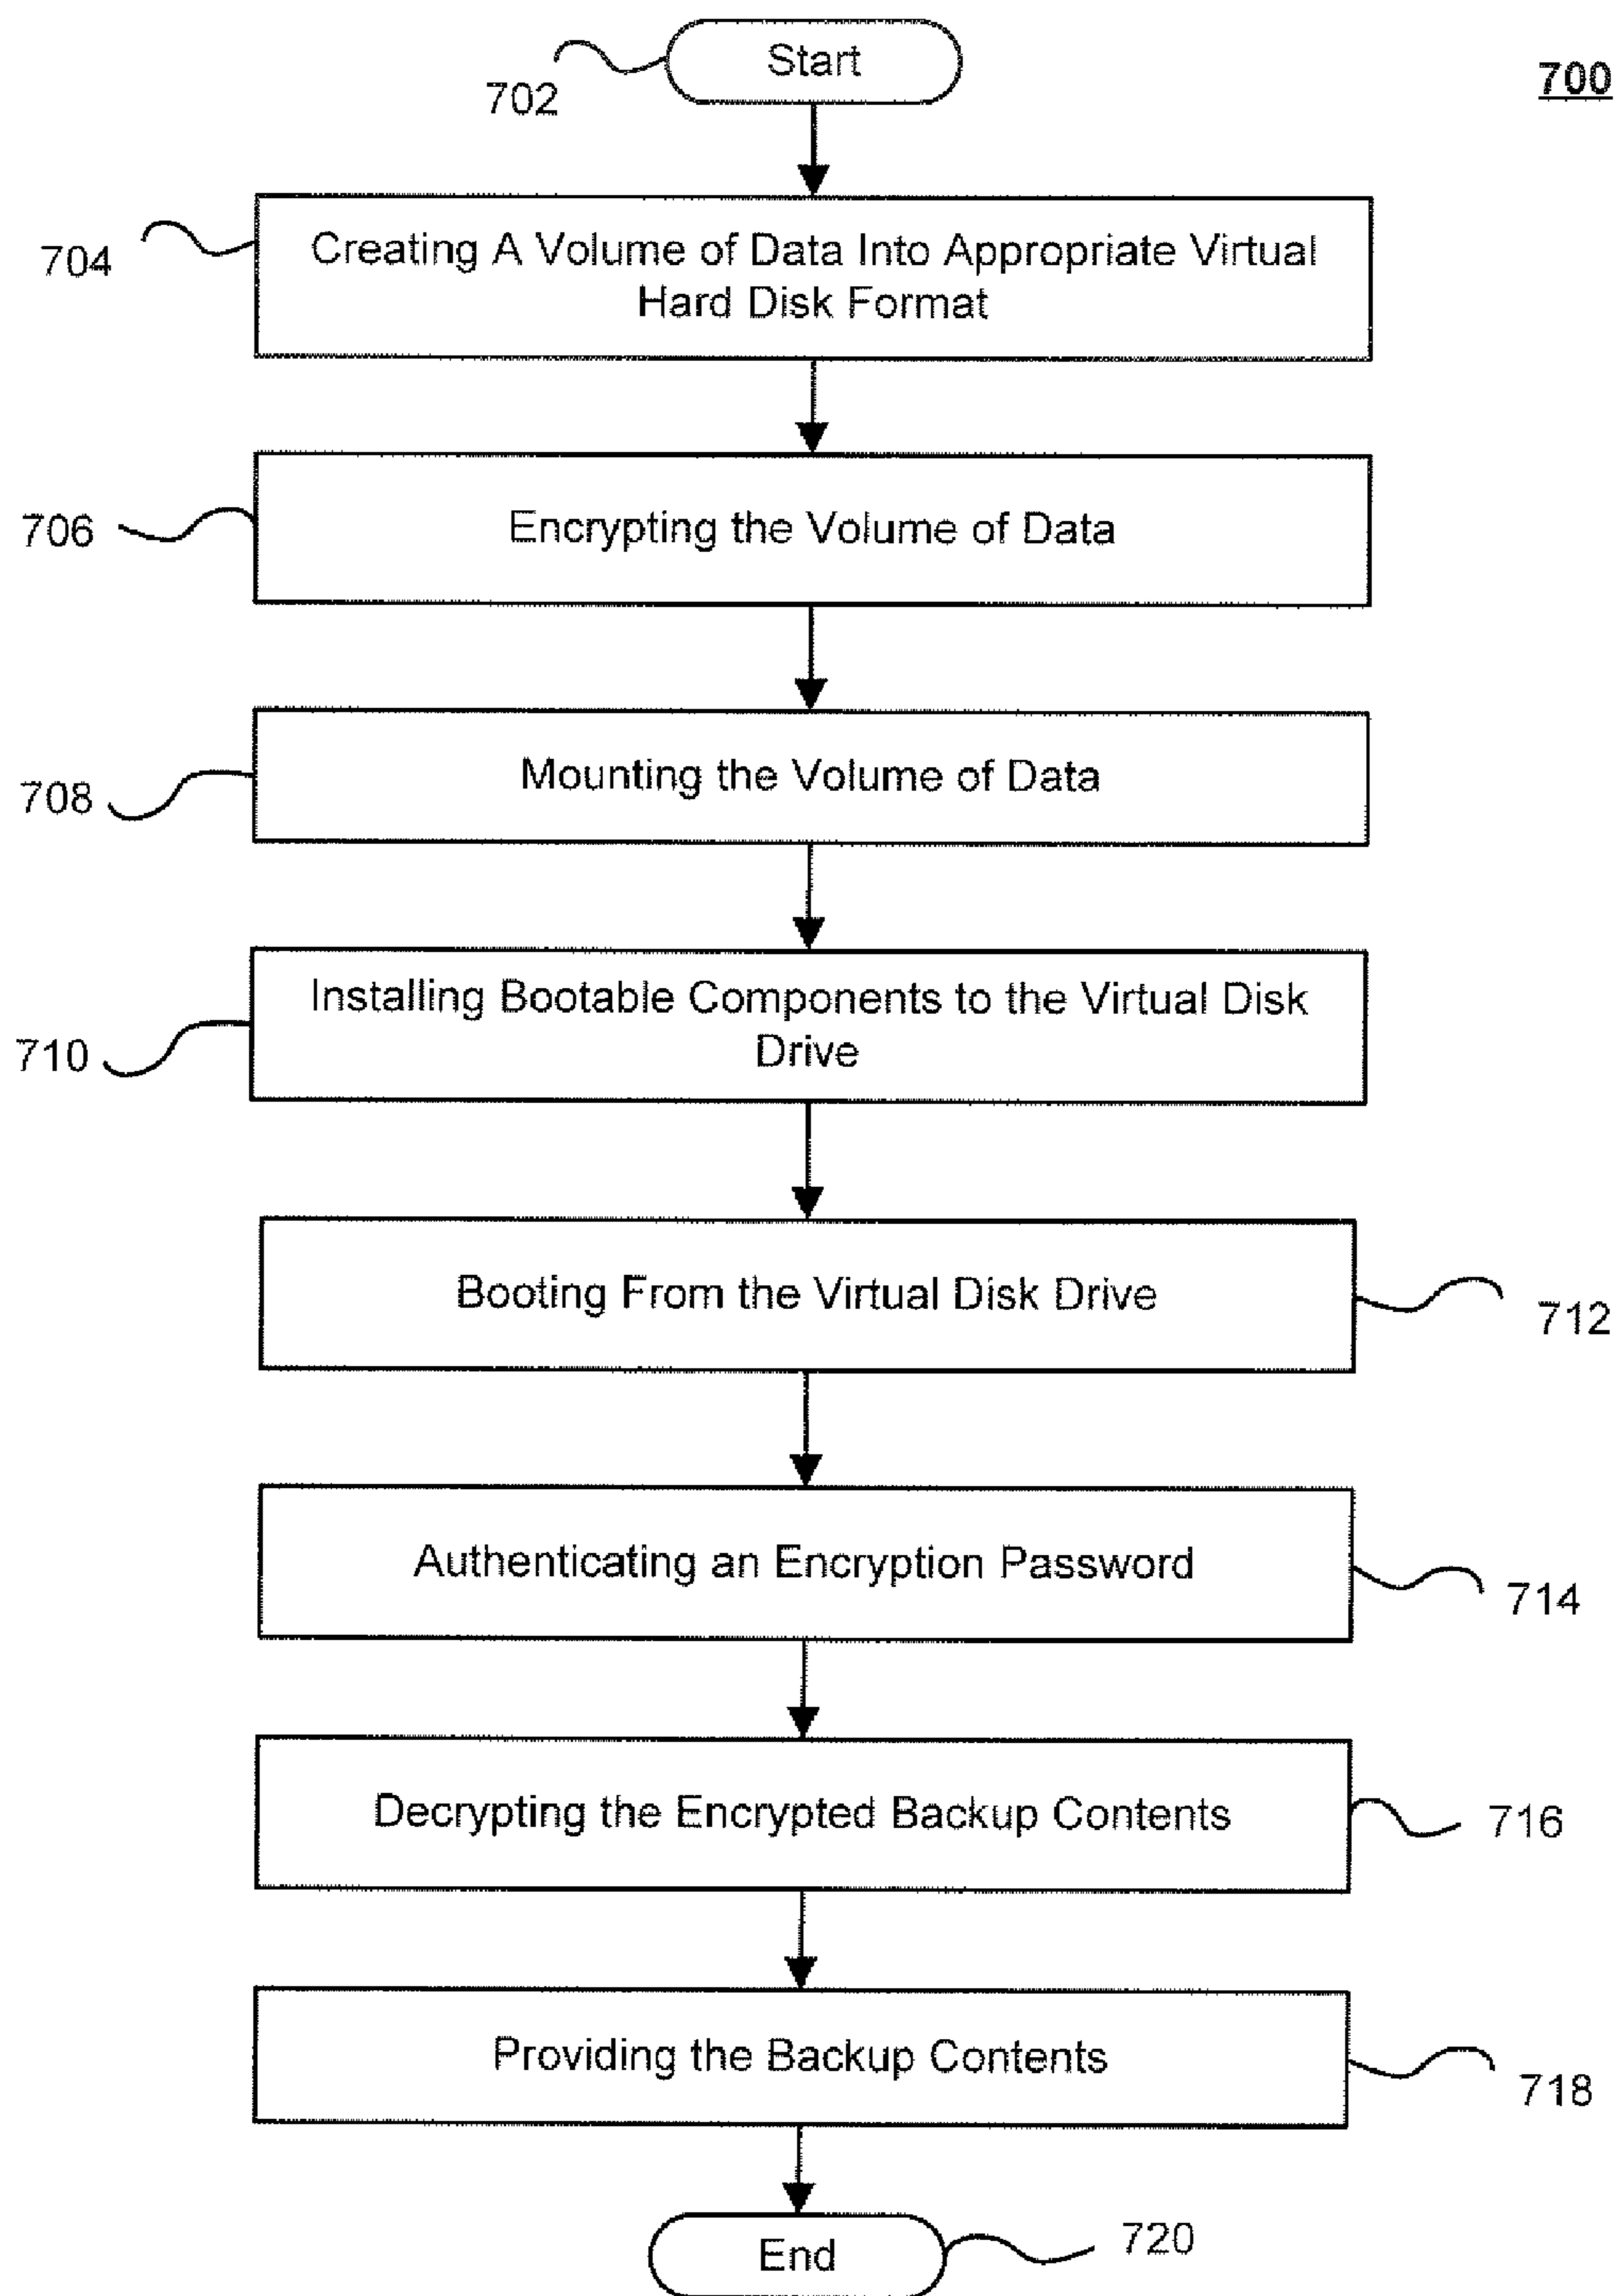 Start
702
700
Creating A Volume of Data Into Appropriate Virtual
Hard Disk Format
704
Encrypting the Volume of Data
706
Mounting the Volume of Data
708
Installing Bootable Components to the Virtual Disk
Drive
710
Booting From the Virtual Disk Drive
712
Authenticating an Encryption Password
714
Decrypting the Encrypted Backup Contents
716
Providing the Backup Contents
718
End
720